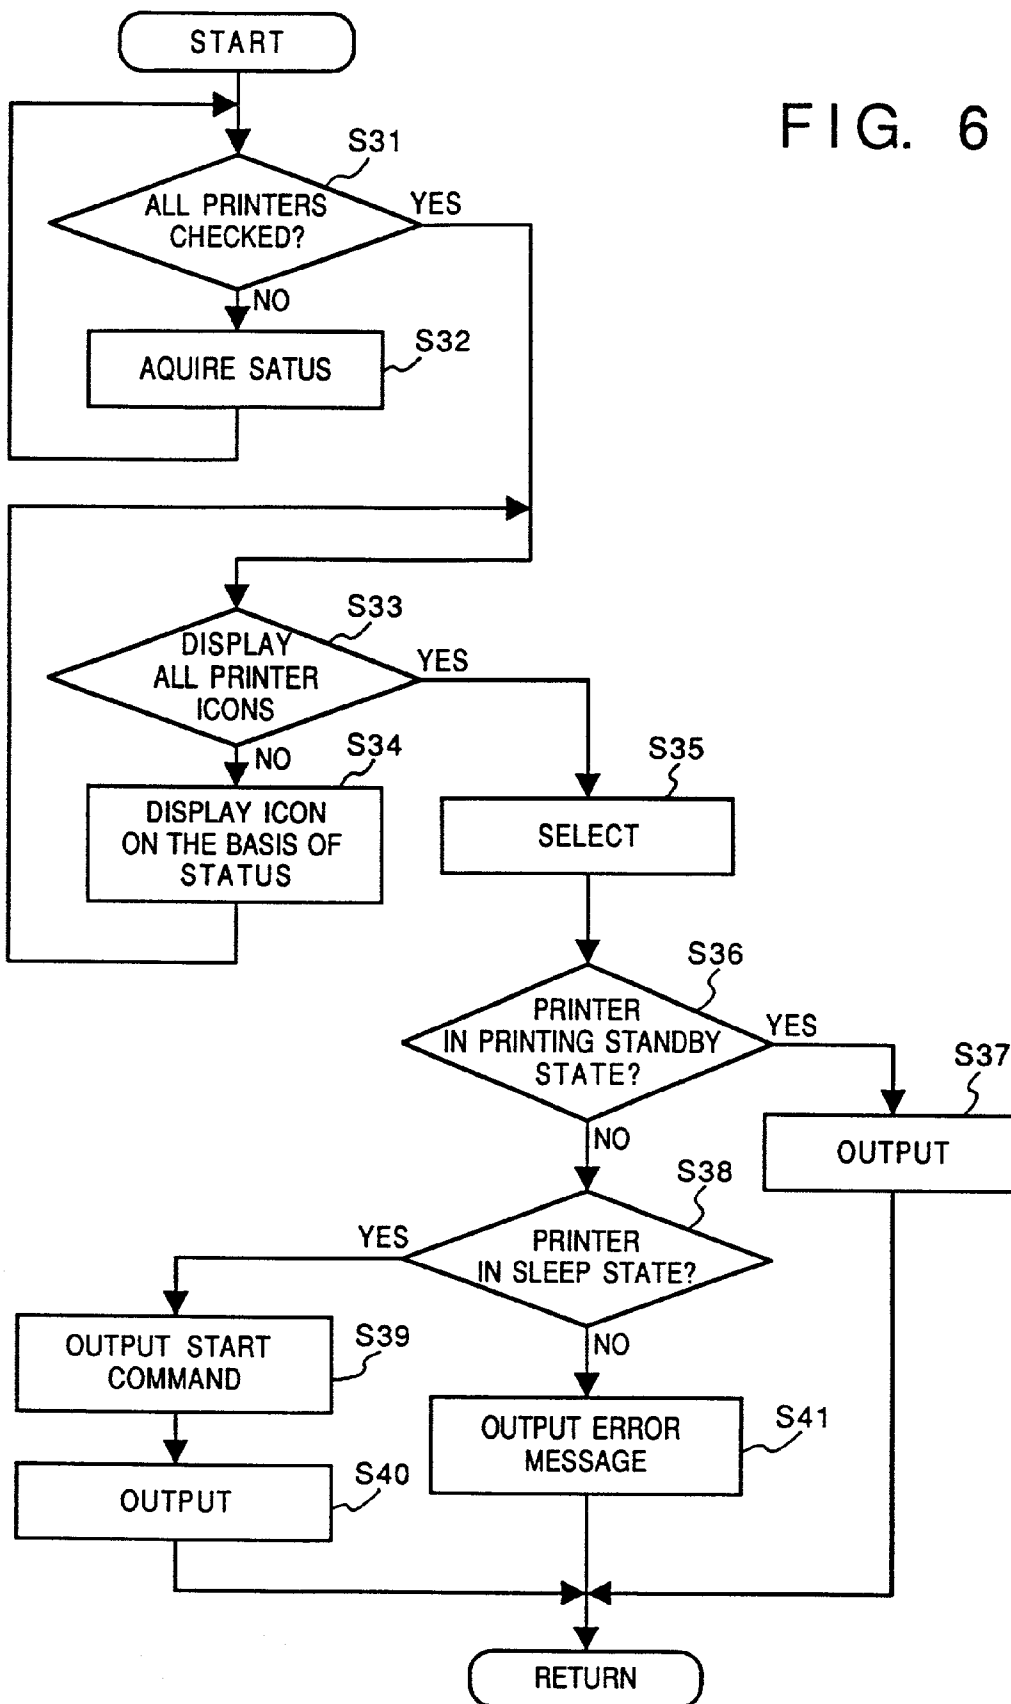 START
FIG. 6
S31
ALL PRINTERS
CHECKED?
YES
NO
S32
AQUIRE SATUS
S33
DISPLAY
ALL PRINTER
ICONS
YES
NO
S34
DISPLAY ICON
ON THE BASIS OF
STATUS
S35
SELECT
S36
PRINTER
IN PRINTING STANDBY
STATE?
YES
NO
S37
OUTPUT
S38
PRINTER
IN SLEEP STATE?
YES
NO
S39
OUTPUT START
COMMAND
S40
OUTPUT
S41
OUTPUT ERROR
MESSAGE
RETURN